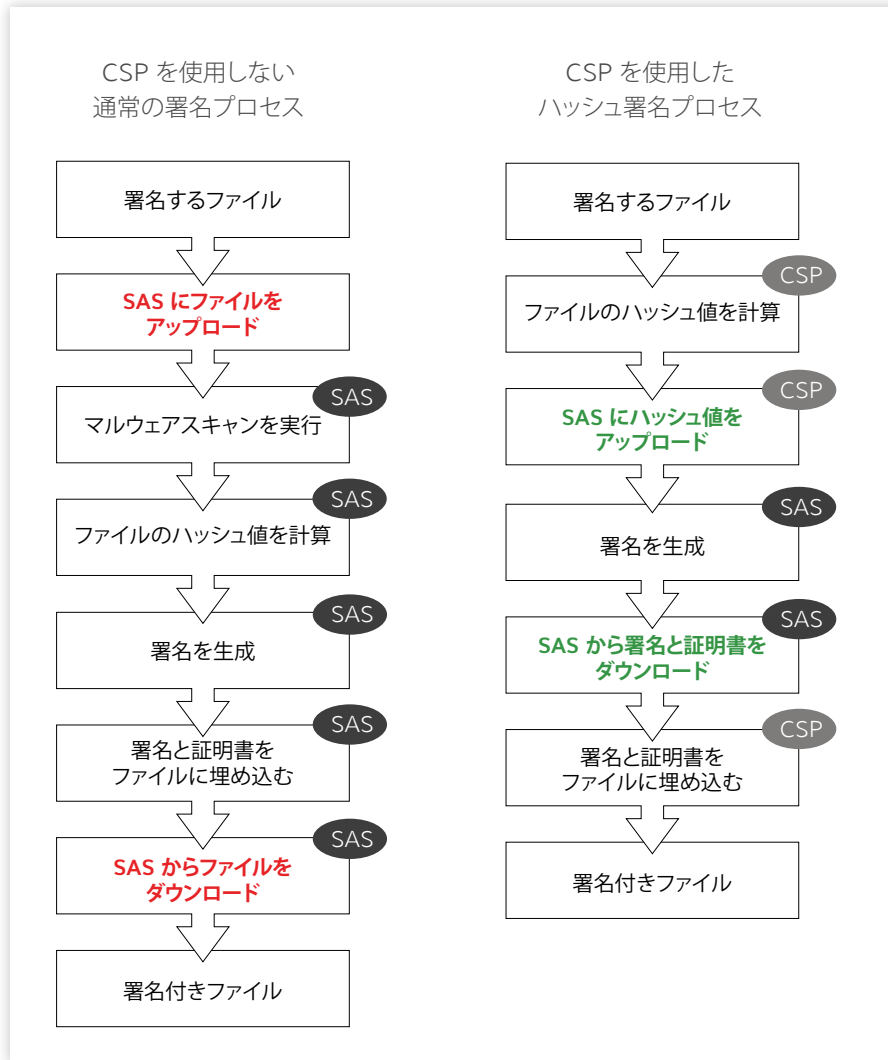 CSP を使用しない
通常の署名プロセス
署名するファイル
SAS にファイルを
アップロード
SAS
マルウェアスキャンを実行
SAS
ファイルのハッシュ値を計算
SAS
署名を生成
SAS
署名と証明書を
ファイルに埋め込む
SAS
SAS からファイルを
ダウンロード
署名付きファイル
CSP を使用した
ハッシュ署名プロセス
署名するファイル
CSP
ファイルのハッシュ値を計算
CSP
SAS にハッシュ値を
アップロード
SAS
署名を生成
SAS
SAS から署名と証明書を
ダウンロード
CSP
署名と証明書を
ファイルに埋め込む
署名付きファイル